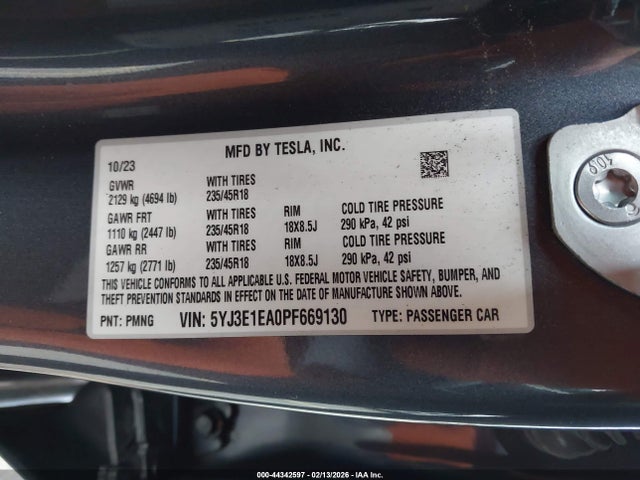 MFD BY TESLA, INC.
10/23
GVWR WITH TIRES
2129 kg (4694 lb) 235/45R18
GAWR FRT WITH TIRES RIM COLD TIRE PRESSURE
1110 kg (2447 lb) 235/45R18 18X8.5J 290 kPa, 42 psi
GAWR RR WITH TIRES RIM COLD TIRE PRESSURE
1257 kg (2771 lb) 235/45R18 18X8.5J 290 kPa, 42 psi
THIS VEHICLE CONFORMS TO ALL APPLICABLE U.S. FEDERAL MOTOR VEHICLE SAFETY, BUMPER, AND
THEFT PREVENTION STANDARDS IN EFFECT ON THE DATE OF MANUFACTURE SHOWN ABOVE.
PNT: PMNG VIN: 5YJ3E1EA0PF669130 TYPE: PASSENGER CAR
10.9
000-44342597 - 02/13/2026 - IAA Inc.